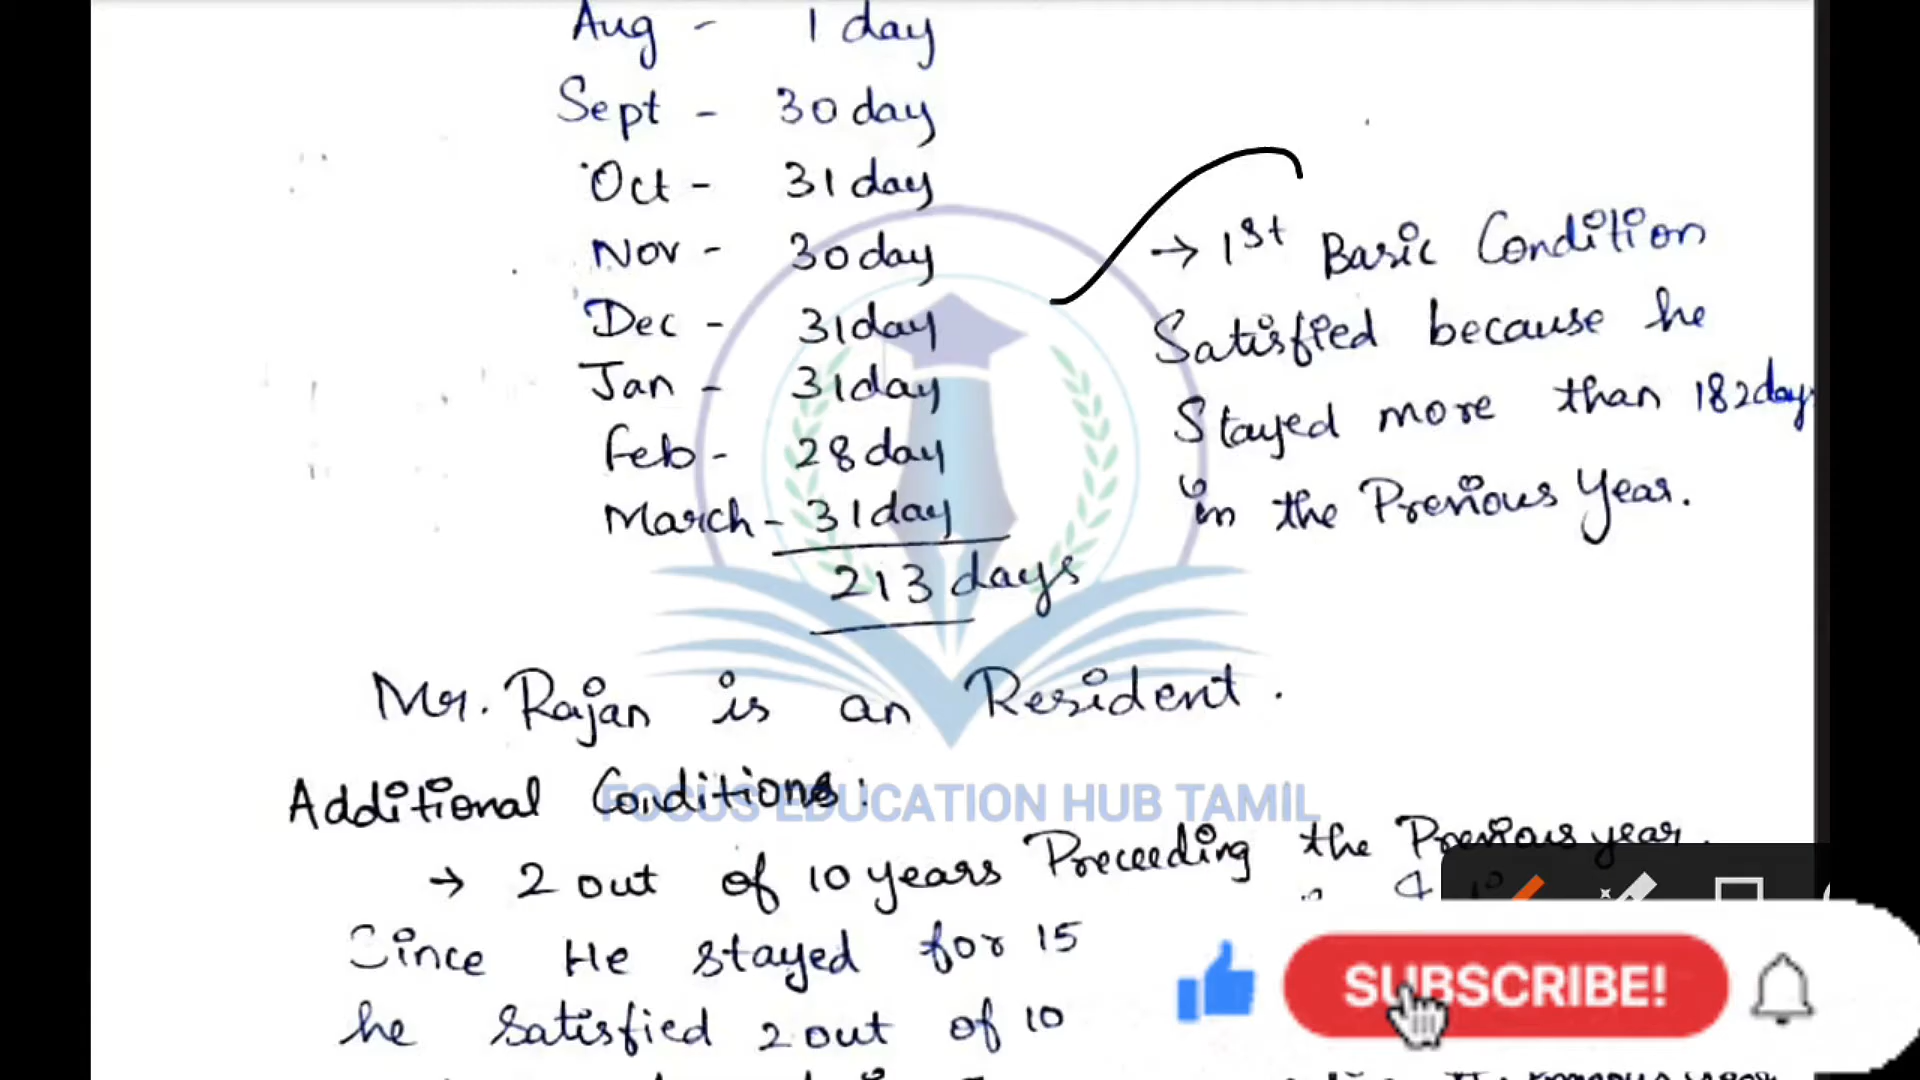 Aug - 1 day
Sept - 30 day
Oct - 31 day
Nov - 30 day
Dec - 31 day
Jan - 31 day
Feb - 28 day
March - 31 day
213 days
→ 1st Basic Condition
Satisfied because he
Stayed more than 182 days
in the Previous Year.
Mr. Rajan is an Resident.
Additional Conditions:
FOCUS EDUCATION HUB TAMIL
→ 2 out of 10 years Preceeding the Previous year.
Since He stayed for 15
he satisfied 2 out of 10
SUBSCRIBE!